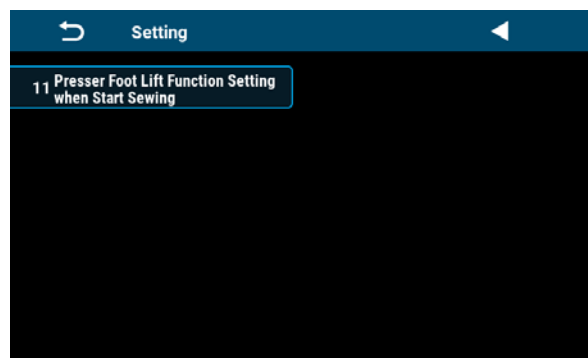 Setting
11 Presser Foot Lift Function Setting
when Start Sewing